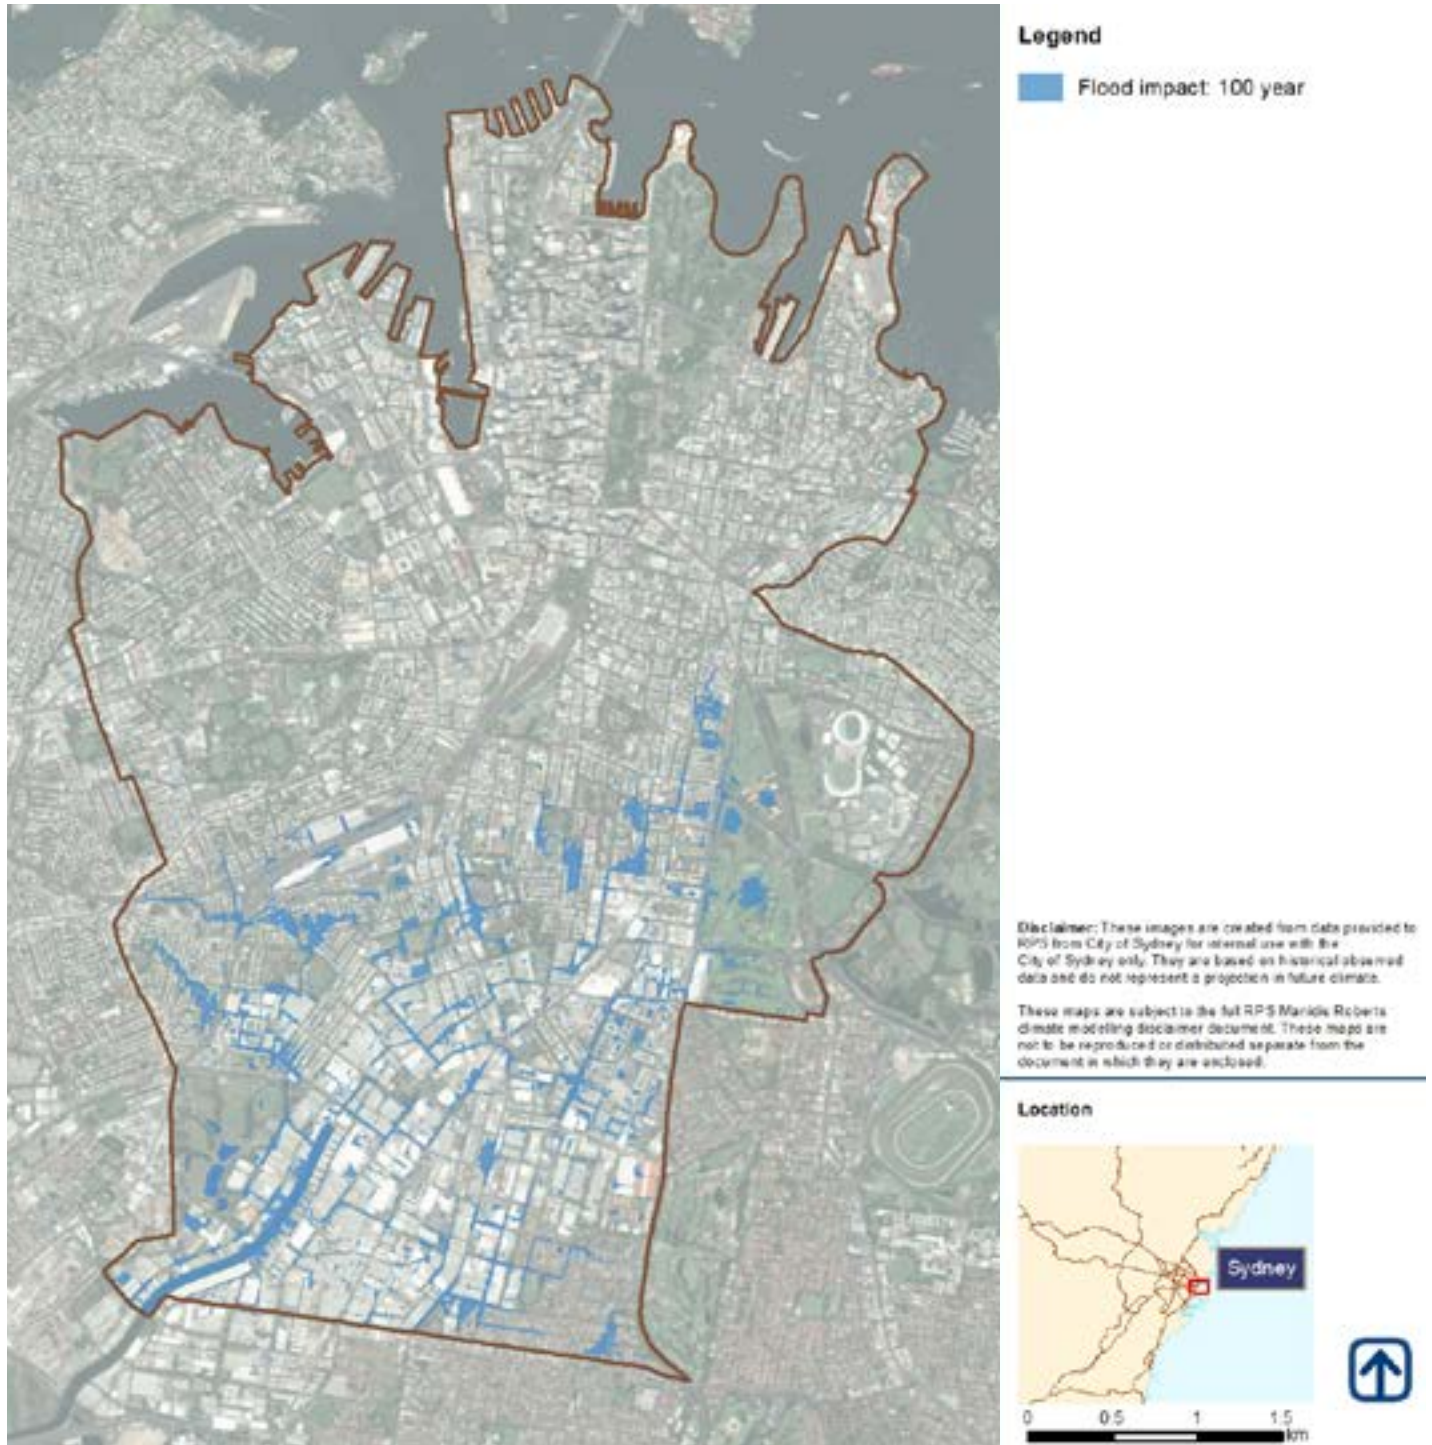 Legend
Flood impact: 100 year
Disclaimer: These images are created from data provided to
RPS from City of Sydney for internal use with the
City of Sydney only. They are based on historical observed
data and do not represent a projection in future climate.
These maps are subject to the full RPS Manidis Roberts
climate modelling disclaimer document. These maps are
not to be reproduced or distributed separate from the
document in which they are enclosed.
Location
Sydney
0 0.5 1 1.5
km